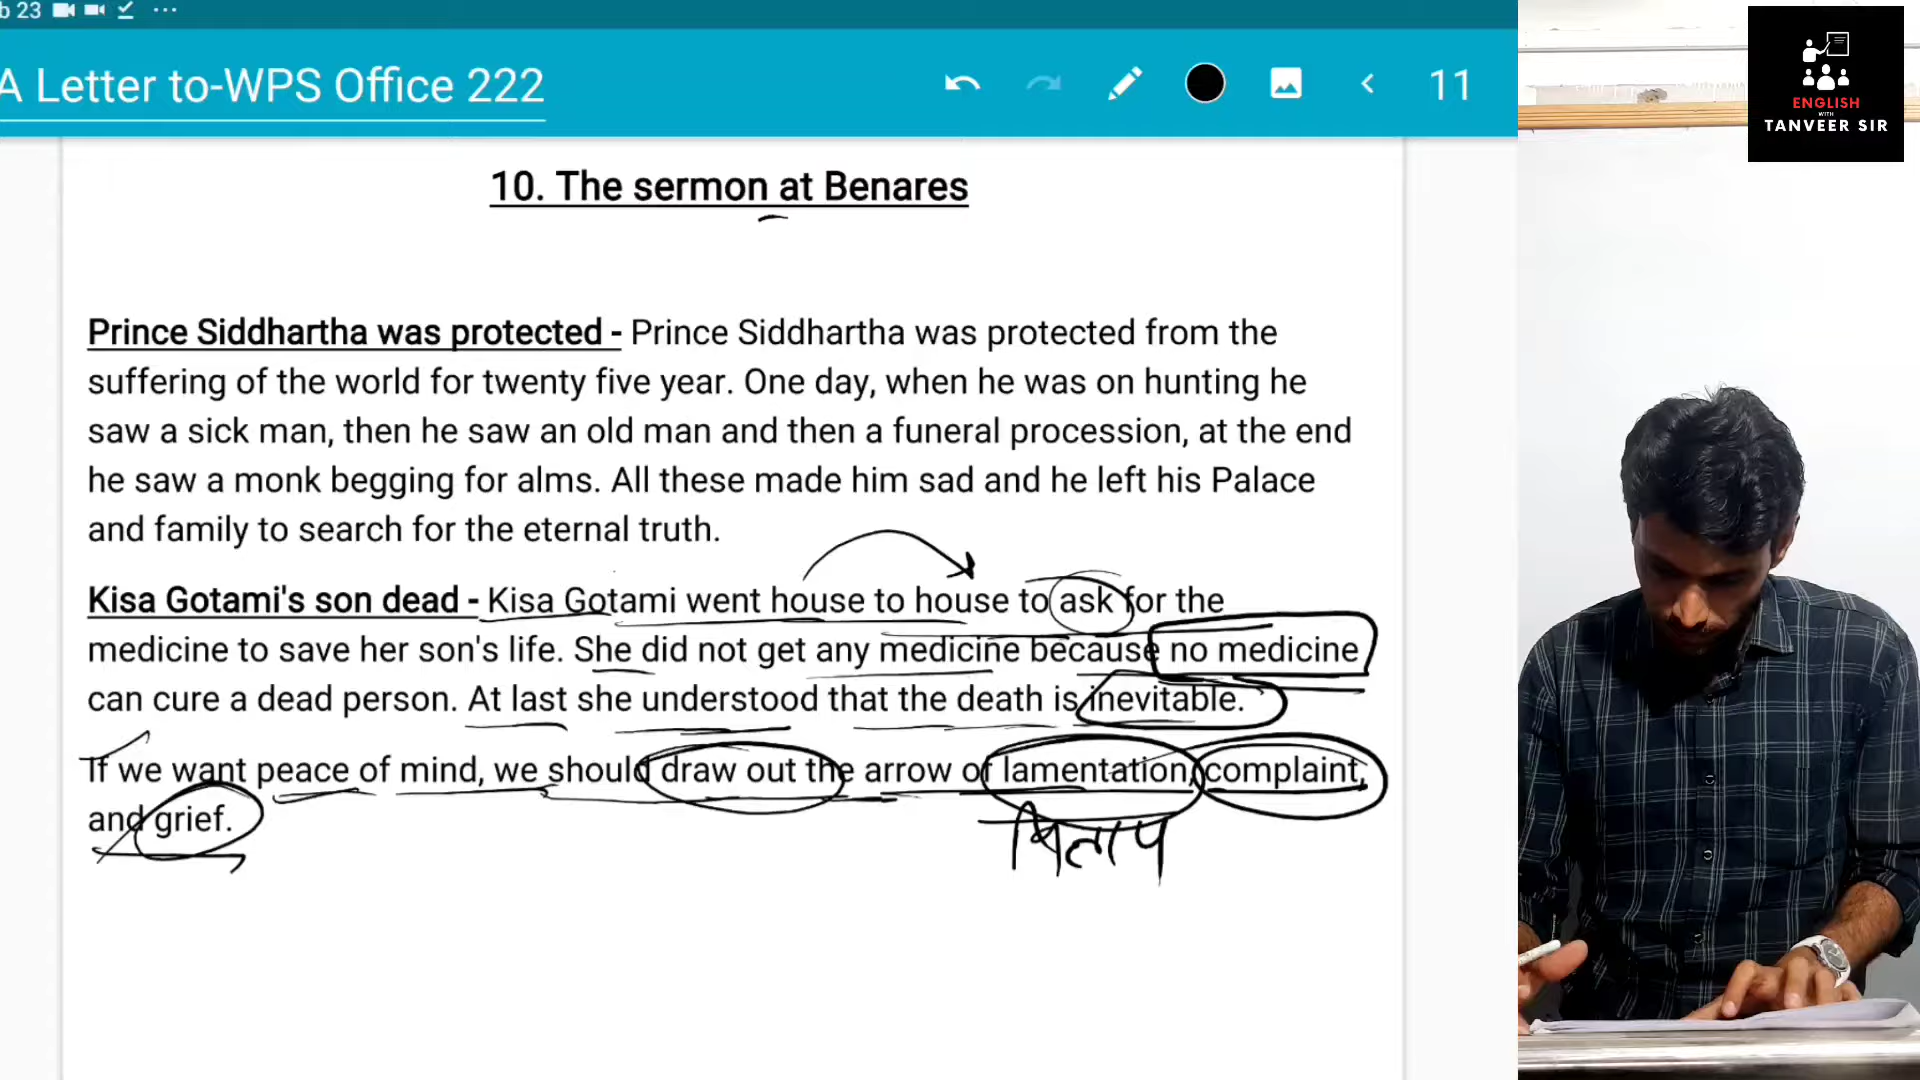 b 23
A Letter to-WPS Office 222
11
ENGLISH
WITH
TANVEER SIR
10. The sermon at Benares
Prince Siddhartha was protected - Prince Siddhartha was protected from the
suffering of the world for twenty five year. One day, when he was on hunting he
saw a sick man, then he saw an old man and then a funeral procession, at the end
he saw a monk begging for alms. All these made him sad and he left his Palace
and family to search for the eternal truth.
Kisa Gotami's son dead - Kisa Gotami went house to house to ask for the
medicine to save her son's life. She did not get any medicine because no medicine
can cure a dead person. At last she understood that the death is inevitable.
If we want peace of mind, we should draw out the arrow of lamentation, complaint,
and grief.
विलाप